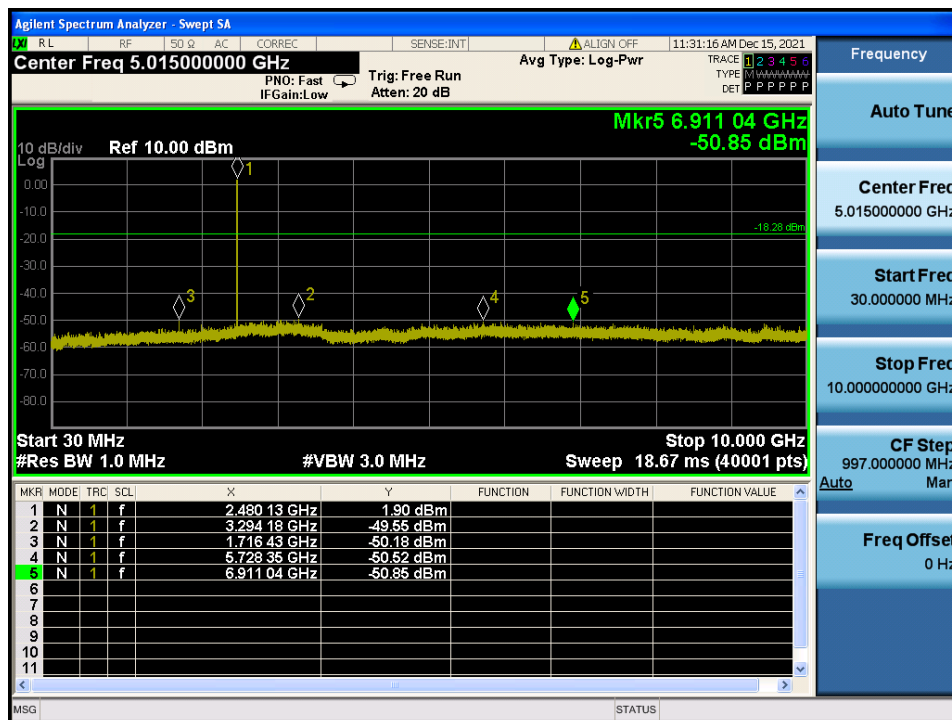 Agilent Spectrum Analyzer - Swept SA
LXI RL RF 50 Ω AC CORREC SENSE:INT ALIGN OFF 11:31:16 AM Dec 15, 2021
Center Freq 5.015000000 GHz
PNO: Fast
IFGain:Low
Trig: Free Run
Atten: 20 dB
Avg Type: Log-Pwr
TRACE 1 2 3 4 5 6
TYPE M
DET P P P P P P
Mkr5 6.911 04 GHz
-50.85 dBm
10 dB/div Ref 10.00 dBm
Log
1
0.00
-10.0
-20.0
-18.28 dBm
-30.0
-40.0
3 2 4 5
-50.0
-60.0
-70.0
-80.0
Start 30 MHz Stop 10.000 GHz
#Res BW 1.0 MHz #VBW 3.0 MHz Sweep 18.67 ms (40001 pts)
MKR MODE TRC SCL X Y FUNCTION FUNCTION WIDTH FUNCTION VALUE
1 N 1 f 2.480 13 GHz 1.90 dBm
2 N 1 f 3.294 18 GHz -49.55 dBm
3 N 1 f 1.716 43 GHz -50.18 dBm
4 N 1 f 5.728 35 GHz -50.52 dBm
5 N 1 f 6.911 04 GHz -50.85 dBm
6
7
8
9
10
11
MSG STATUS
Frequency
Auto Tune
Center Freq
5.015000000 GHz
Start Freq
30.000000 MHz
Stop Freq
10.000000000 GHz
CF Step
997.000000 MHz
Auto Man
Freq Offset
0 Hz